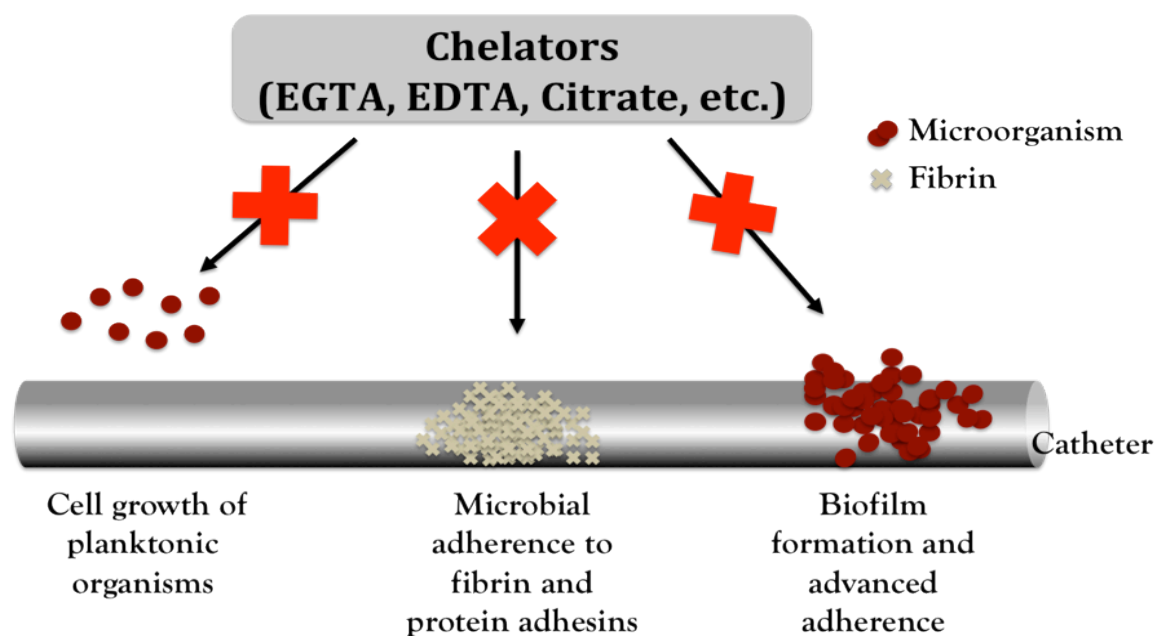 Chelators
(EGTA, EDTA, Citrate, etc.)
Microorganism
Fibrin
Catheter
Cell growth of
planktonic
organisms
Microbial
adherence to
fibrin and
protein adhesins
Biofilm
formation and
advanced
adherence